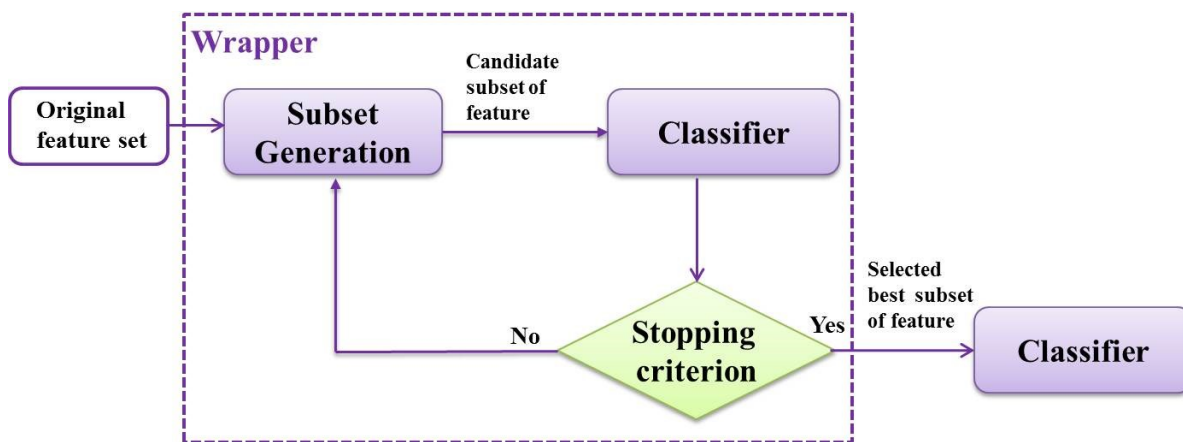 Wrapper
Original
feature set
Subset
Generation
Candidate
subset of
feature
Classifier
Stopping
criterion
No
Yes
Selected
best subset
of feature
Classifier